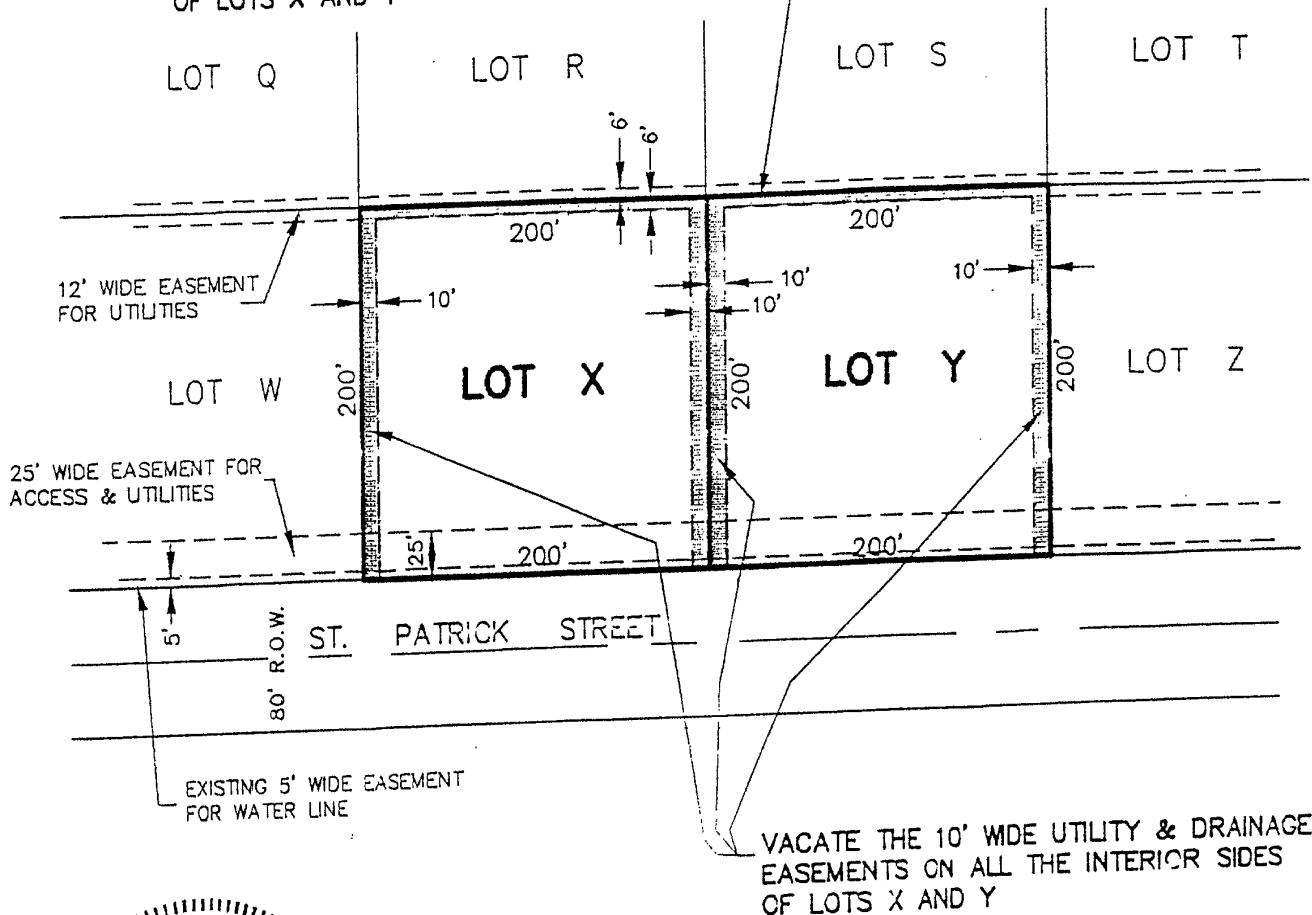 OF LOTS X AND Y
LOT Q
LOT R
LOT S
LOT T
6'
6'
200'
200'
12' WIDE EASEMENT
FOR UTILITIES
10'
10'
10'
10'
LOT W
200'
LOT X
200'
LOT Y
200'
LOT Z
25' WIDE EASEMENT FOR
ACCESS & UTILITIES
25'
200'
200'
5'
80' R.O.W.
ST. PATRICK STREET
EXISTING 5' WIDE EASEMENT
FOR WATER LINE
VACATE THE 10' WIDE UTILITY & DRAINAGE
EASEMENTS ON ALL THE INTERIOR SIDES
OF LOTS X AND Y